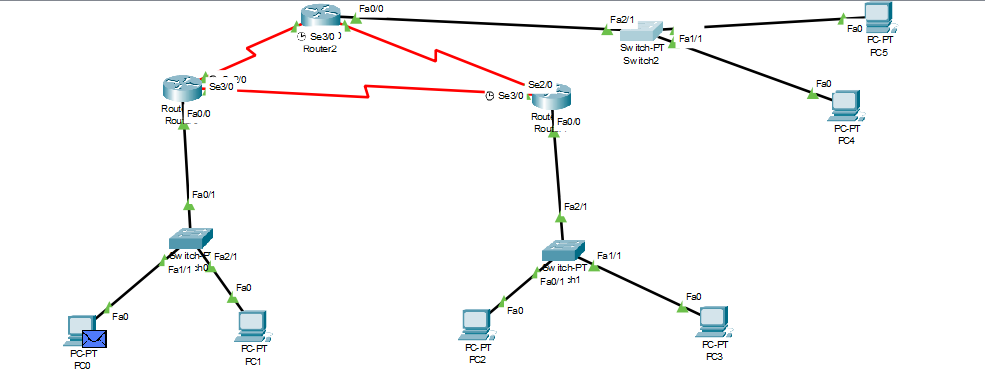 Fa0/0
Se3/0
Router2
Fa2/1
Switch-PT
Switch2
Fa1/1
Fa0
PC-PT
PC5
Fa0
PC-PT
PC4
Se3/0
Fa0/0
Se2/0
Se3/0
Fa0/0
Fa0/1
Fa1/1
Fa2/1
Fa0
PC-PT
PC0
Fa0
PC-PT
PC1
Fa2/1
Fa0/1
Fa1/1
Fa0
PC-PT
PC2
Fa0
PC-PT
PC3